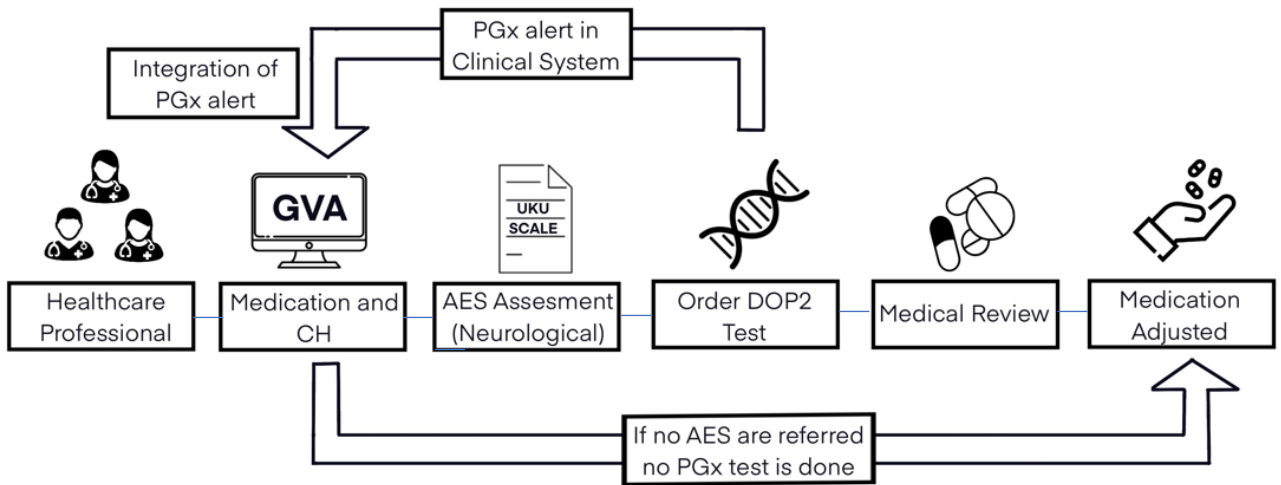 PGx alert in
Clinical System
Integration of
PGx alert
GVA
UKU
SCALE
Healthcare
Professional
Medication and
CH
AES Assesment
(Neurological)
Order DOP2
Test
Medical Review
Medication
Adjusted
If no AES are referred
no PGx test is done